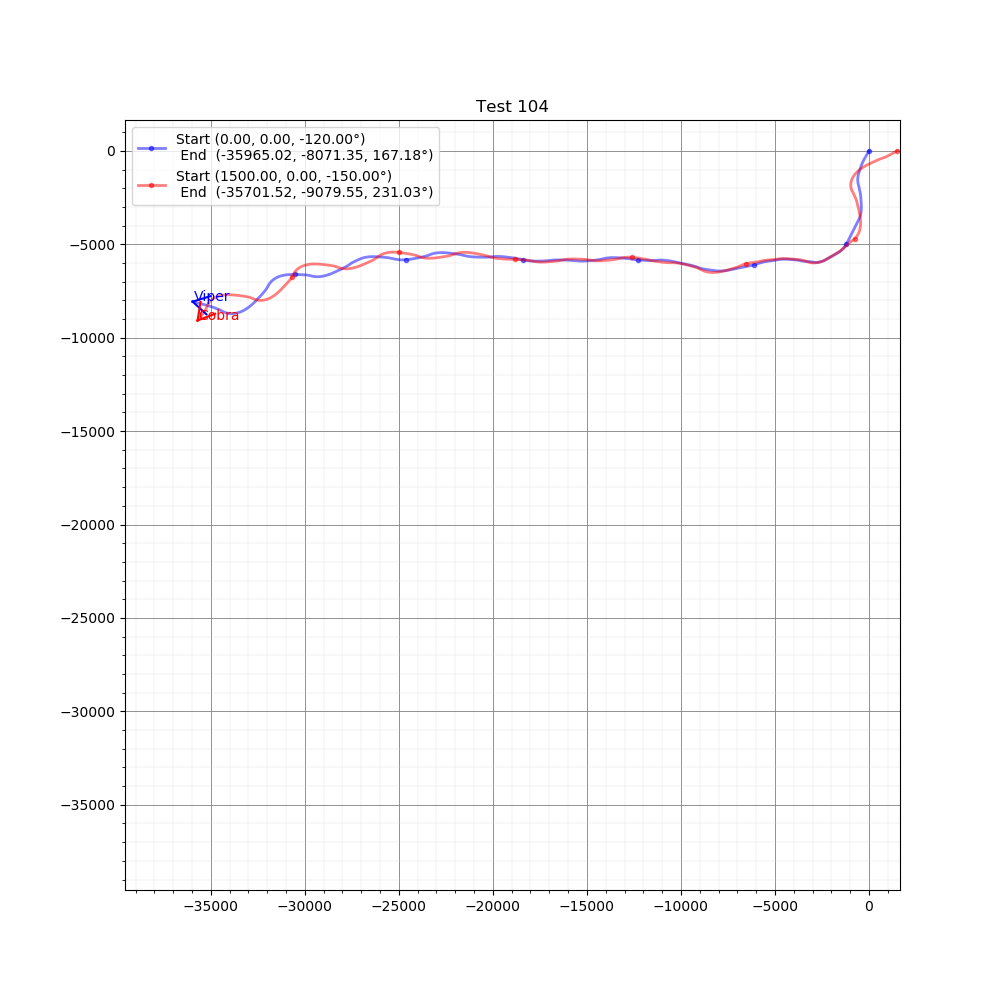 Test 104
Start (0.00, 0.00, -120.00°)
End  (-35965.02, -8071.35, 167.18°)
Start (1500.00, 0.00, -150.00°)
End  (-35701.52, -9079.55, 231.03°)
0
−5000
−10000
−15000
−20000
−25000
−30000
−35000
Viper
Cobra
−35000 −30000 −25000 −20000 −15000 −10000 −5000 0